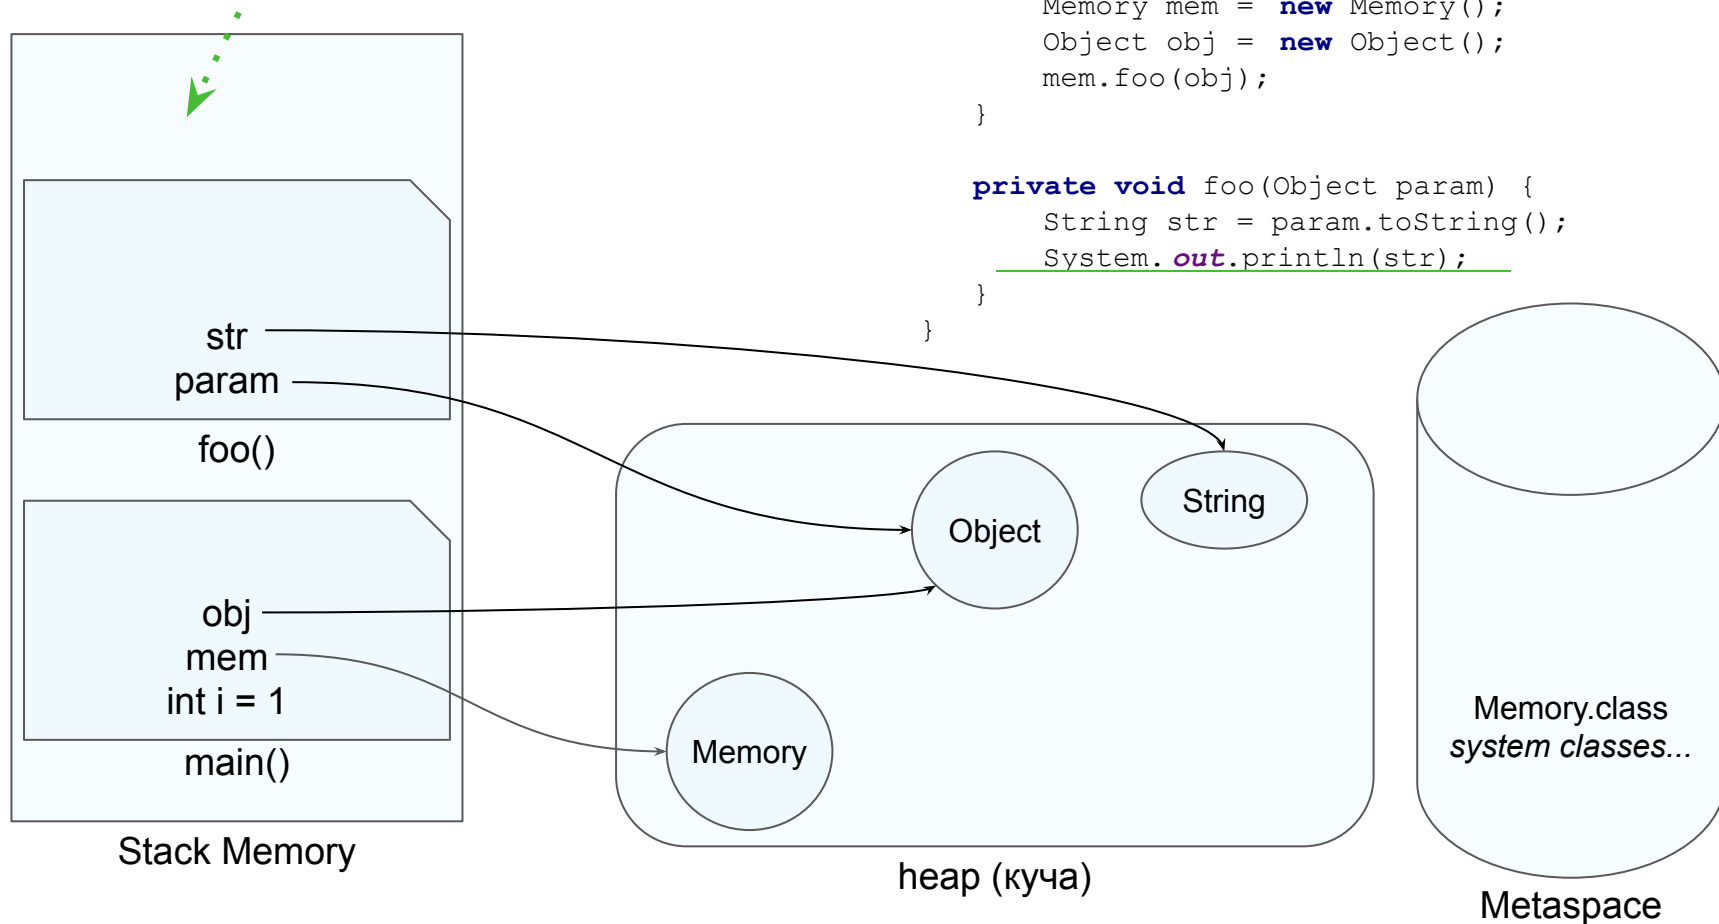 Memory mem = new Memory();
Object obj = new Object();
mem.foo(obj);
}
private void foo(Object param) {
String str = param.toString();
System.out.println(str);
}
}
str
param
foo()
obj
mem
int i = 1
main()
Stack Memory
Object
String
Memory
heap (куча)
Memory.class
system classes...
Metaspace